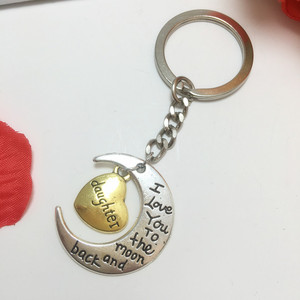 daughter
I
Love
You
To
the
moon
and
back